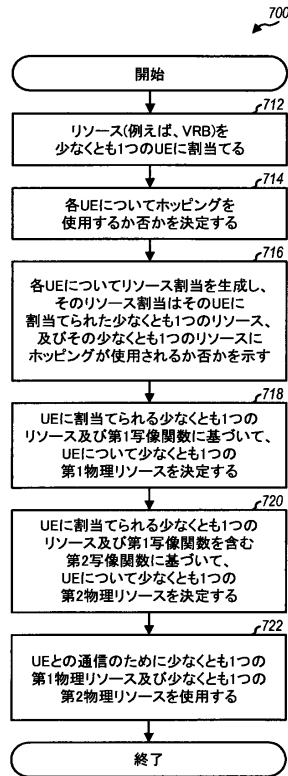 700
開始
712
リソース(例えば、VRB)を
少なくとも1つのUEに割当てる
714
各UEについてホッピングを
使用するか否かを決定する
716
各UEについてリソース割当を生成し、
そのリソース割当はそのUEに
割当てられた少なくとも1つのリソース、
及びその少なくとも1つのリソースに
ホッピングが使用されるか否かを示す
718
UEに割当てられる少なくとも1つの
リソース及び第1写像関数に基づいて、
UEについて少なくとも1つの
第1物理リソースを決定する
720
UEに割当てられる少なくとも1つの
リソース及び第1写像関数を含む
第2写像関数に基づいて、
UEについて少なくとも1つの
第2物理リソースを決定する
722
UEとの通信のために少なくとも1つの
第1物理リソース及び少なくとも1つの
第2物理リソースを使用する
終了